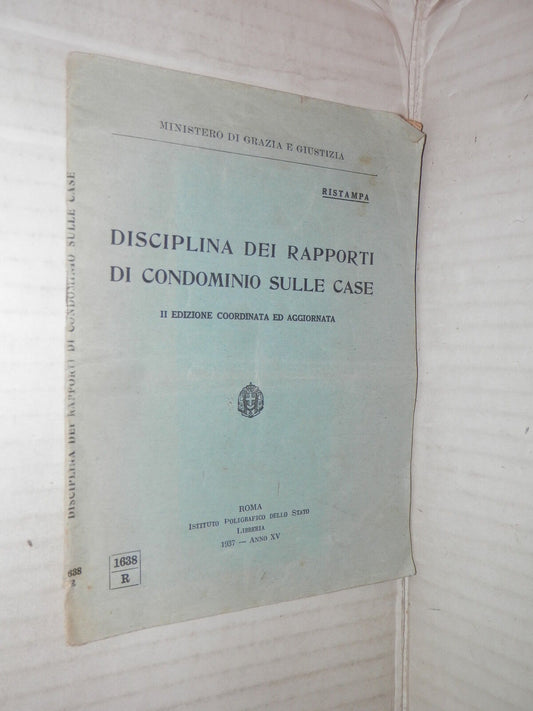 MINISTERO DI GRAZIA E GIUSTIZIA
RISTAMPA
DISCIPLINA DEI RAPPORTI
DI CONDOMINIO SULLE CASE
II EDIZIONE COORDINATA ED AGGIORNATA
ROMA
ISTITUTO POLIGRAFICO DELLO STATO
LIBRERIA
1937 - ANNO XV
1638
R
DISCIPLINA DEI RAPPORTI DI CONDOMINIO SULLE CASE
638
R